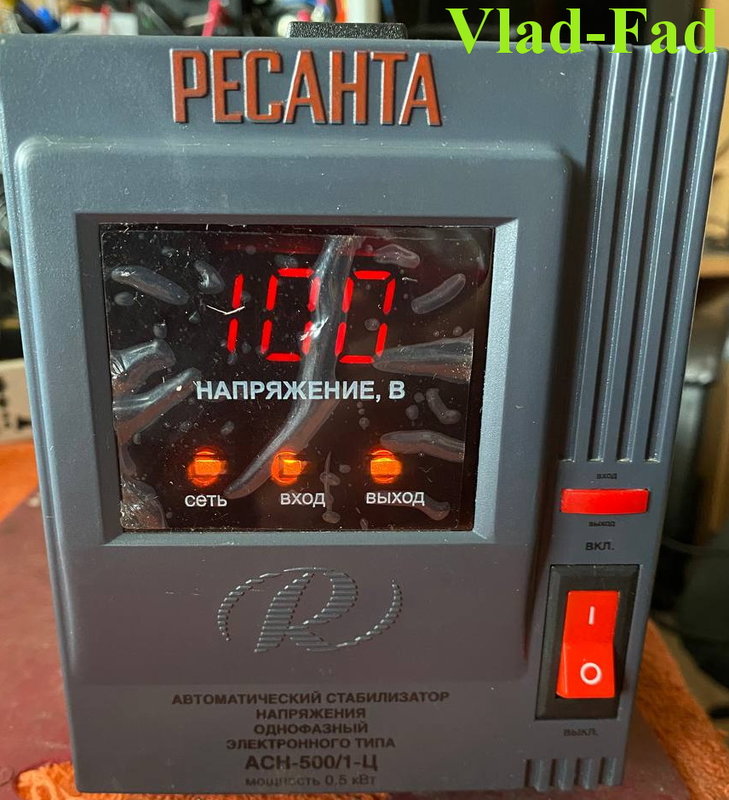 Vlad-Fad
РЕСАНТА
100
НАПРЯЖЕНИЕ, В
сеть вход выход
вход
выход
ВКЛ.
I
O
ВЫКЛ.
R
АВТОМАТИЧЕСКИЙ СТАБИЛИЗАТОР
НАПРЯЖЕНИЯ
ОДНОФАЗНЫЙ
ЭЛЕКТРОННОГО ТИПА
АСН-500/1-Ц
мощность 0.5 кВт